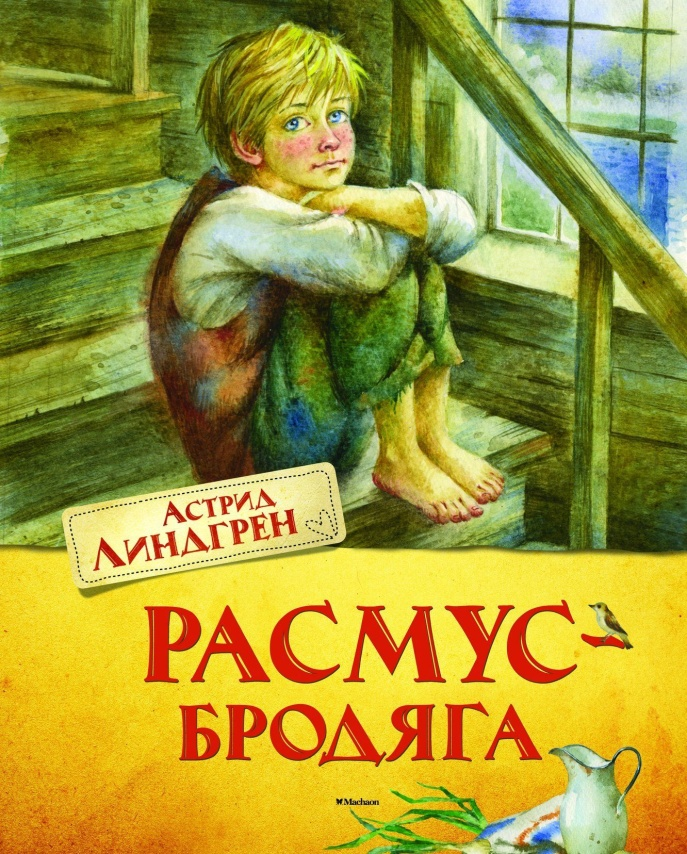 Астрид
Линдгрен
Расмус-
бродяга
Machaon